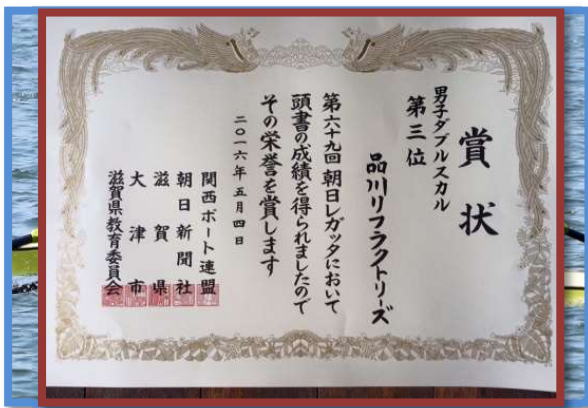 賞状
男子ダブルスカル
第三位
品川リフラクトリーズ
第六十九回朝日レガッタにおいて
頭書の成績を得られましたので
その栄誉を賞します
二〇一六年五月四日
関西ボート連盟
朝日新聞社
滋賀県
大津市
滋賀県教育委員会